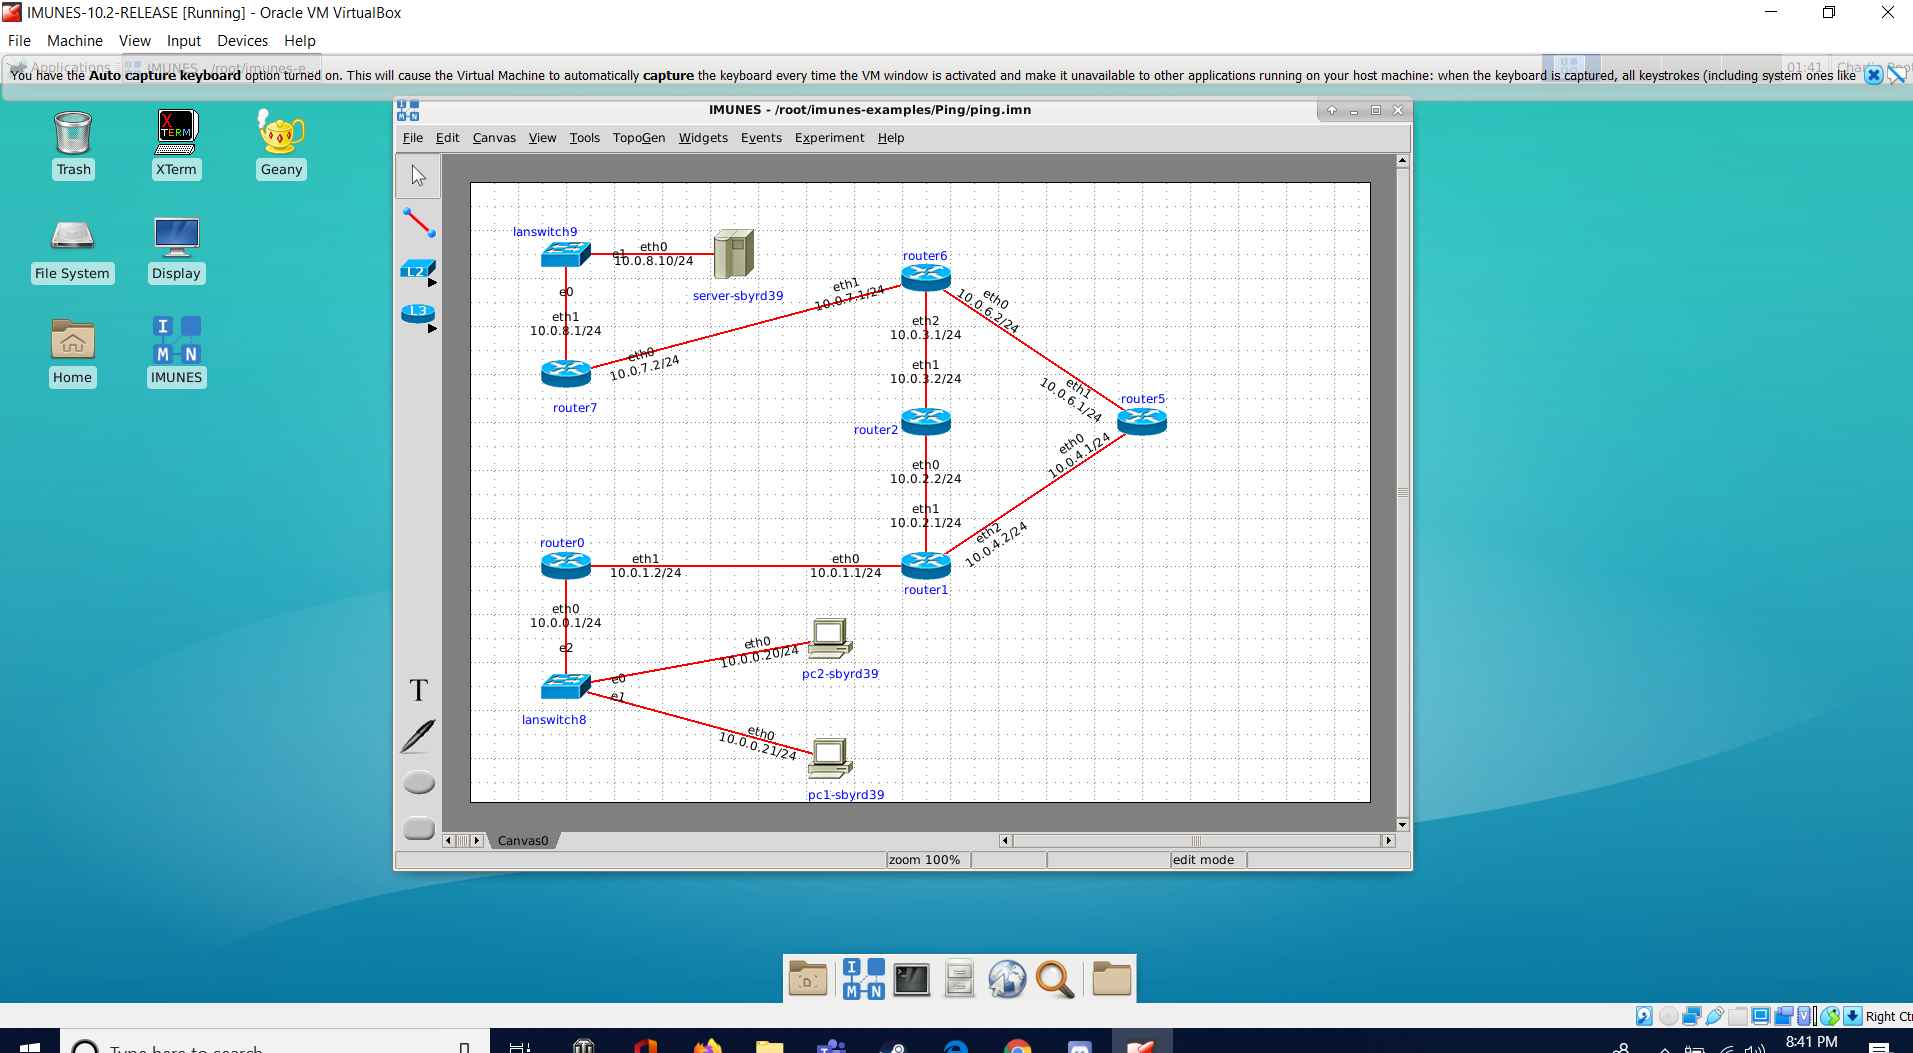 IMUNES-10.2-RELEASE [Running] - Oracle VM VirtualBox
File Machine View Input Devices Help
Applications IMUNES - /root/imunes-e
You have the Auto capture keyboard option turned on. This will cause the Virtual Machine to automatically capture the keyboard every time the VM window is activated and make it unavailable to other applications running on your host machine: when the keyboard is captured, all keystrokes (including system ones like
01:41
Trash
XTERM
XTerm
Geany
File System
Display
Home
I M N
IMUNES
IMUNES - /root/imunes-examples/Ping/ping.imn
File Edit Canvas View Tools TopoGen Widgets Events Experiment Help
L2
L3
T
lanswitch9
e1
eth0
10.0.8.10/24
server-sbyrd39
e0
eth1
10.0.8.1/24
router7
eth0
10.0.7.2/24
eth1
10.0.7.1/24
router6
eth0
10.0.6.2/24
eth2
10.0.3.1/24
eth1
10.0.3.2/24
eth1
10.0.6.1/24
router5
router2
eth0
10.0.4.1/24
eth0
10.0.2.2/24
eth1
10.0.2.1/24
eth2
10.0.4.2/24
router0
eth1
10.0.1.2/24
eth0
10.0.1.1/24
router1
eth0
10.0.0.1/24
e2
eth0
10.0.0.20/24
pc2-sbyrd39
e0
e1
lanswitch8
eth0
10.0.0.21/24
pc1-sbyrd39
Canvas0
zoom 100%
edit mode
I M N
Right Ctr
Type here to search
8:41 PM